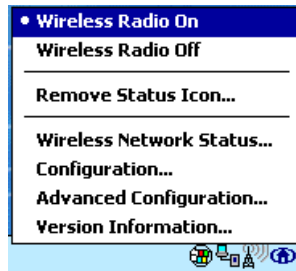 • Wireless Radio On
Wireless Radio Off
Remove Status Icon...
Wireless Network Status...
Configuration...
Advanced Configuration...
Version Information...